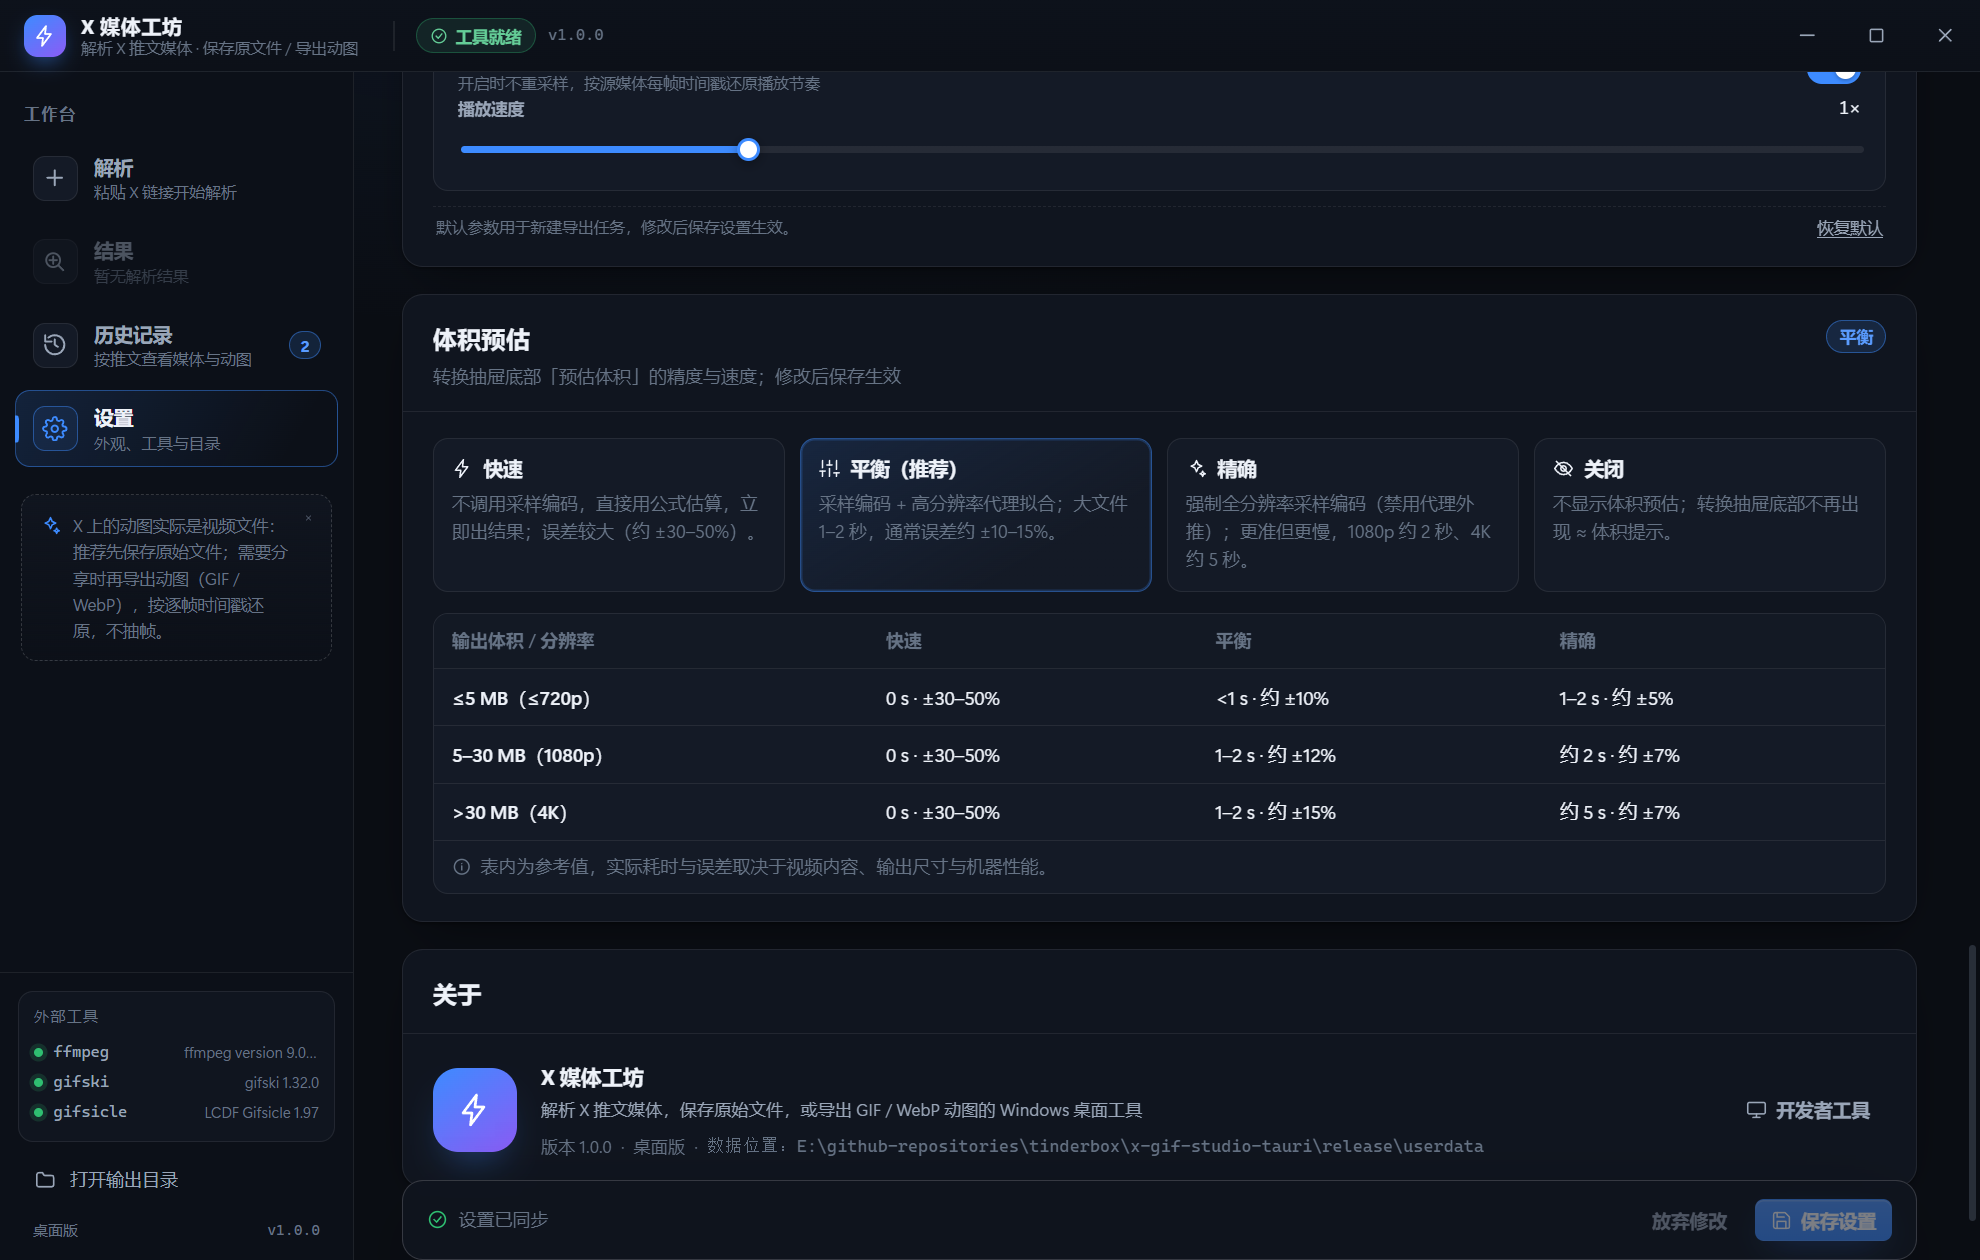 X 媒体工坊
解析 X 推文媒体 · 保存原文件 / 导出动图
工具就绪
v1.0.0
工作台
解析
粘贴 X 链接开始解析
结果
暂无解析结果
历史记录
按推文查看媒体与动图
2
设置
外观、工具与目录
X 上的动图实际是视频文件：
推荐先保存原始文件；需要分
享时再导出动图（GIF /
WebP），按逐帧时间戳还
原，不抽帧。
×
外部工具
ffmpeg ffmpeg version 9.0...
gifski gifski 1.32.0
gifsicle LCDF Gifsicle 1.97
打开输出目录
桌面版 v1.0.0
开启时不重采样，按源媒体每帧时间戳还原播放节奏
播放速度 1×
默认参数用于新建导出任务，修改后保存设置生效。 恢复默认
体积预估
平衡
转换抽屉底部「预估体积」的精度与速度；修改后保存生效
快速
不调用采样编码，直接用公式估算，立
即出结果；误差较大（约 ±30–50%）。
平衡（推荐）
采样编码 + 高分辨率代理拟合；大文件
1–2 秒，通常误差约 ±10–15%。
精确
强制全分辨率采样编码（禁用代理外
推）；更准但更慢，1080p 约 2 秒、4K
约 5 秒。
关闭
不显示体积预估；转换抽屉底部不再出
现 ≈ 体积提示。
输出体积 / 分辨率 快速 平衡 精确
≤5 MB（≤720p） 0 s · ±30–50% <1 s · 约 ±10% 1–2 s · 约 ±5%
5–30 MB（1080p） 0 s · ±30–50% 1–2 s · 约 ±12% 约 2 s · 约 ±7%
>30 MB（4K） 0 s · ±30–50% 1–2 s · 约 ±15% 约 5 s · 约 ±7%
表内为参考值，实际耗时与误差取决于视频内容、输出尺寸与机器性能。
关于
X 媒体工坊
解析 X 推文媒体，保存原始文件，或导出 GIF / WebP 动图的 Windows 桌面工具
版本 1.0.0 · 桌面版 · 数据位置：E:\github-repositories\tinderbox\x-gif-studio-tauri\release\userdata
开发者工具
设置已同步
放弃修改
保存设置